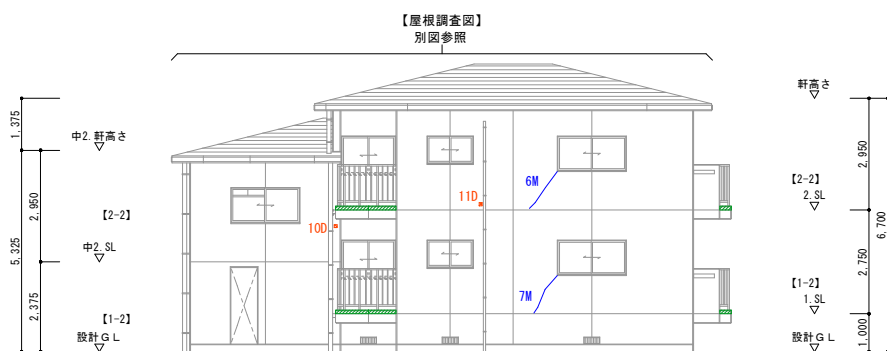 【屋根調査図】
別図参照
軒高さ
1,375
中2.軒高さ
2,950
2,950
【2-2】
6M
11D
【2-2】
2.SL
5,325
10D
6,700
中2.SL
2,750
2,375
7M
【1-2】
1.SL
【1-2】
設計GL
1,000
設計GL